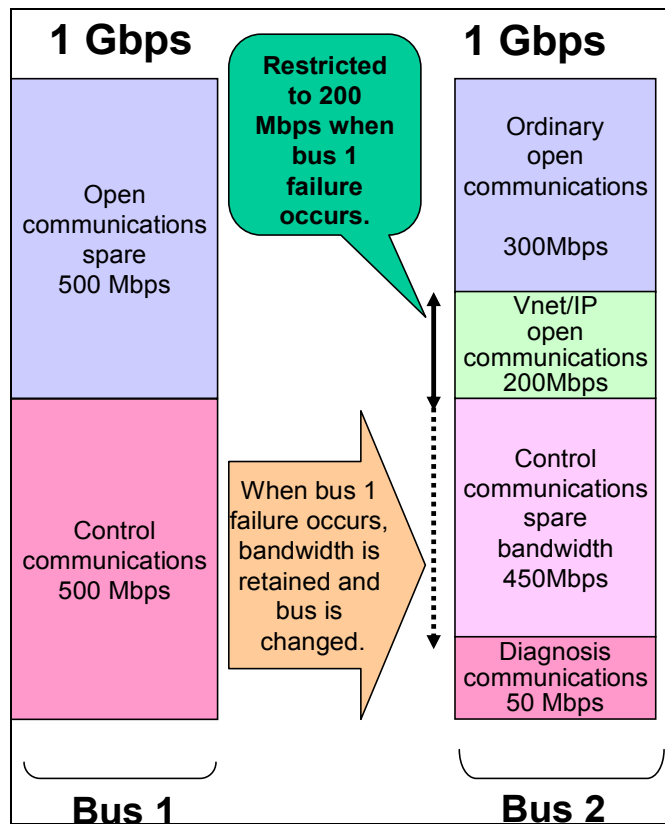 1 Gbps
Open
communications
spare
500 Mbps
Control
communications
500 Mbps
Bus 1
Restricted
to 200
Mbps when
bus 1
failure
occurs.
When bus 1
failure occurs,
bandwidth is
retained and
bus is
changed.
1 Gbps
Ordinary
open
communications
300Mbps
Vnet/IP
open
communications
200Mbps
Control
communications
spare
bandwidth
450Mbps
Diagnosis
communications
50 Mbps
Bus 2